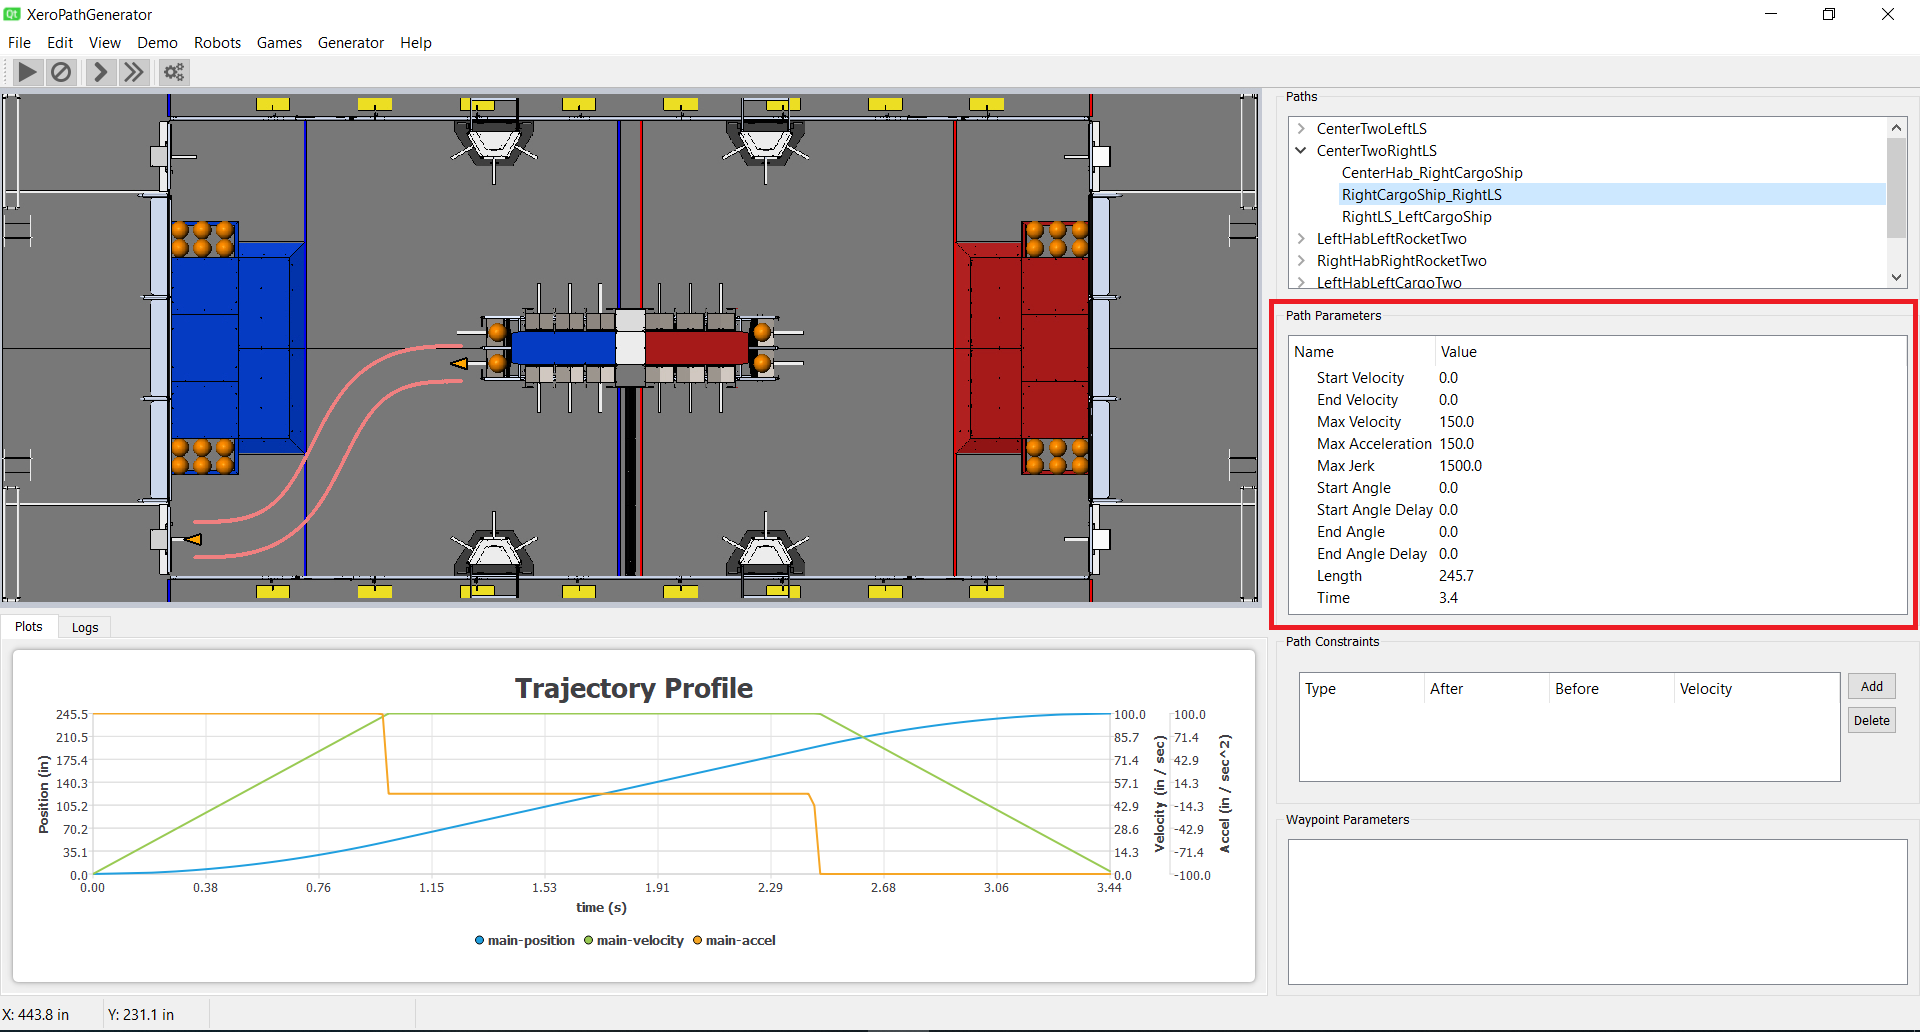 XeroPathGenerator
File Edit View Demo Robots Games Generator Help
Paths
CenterTwoLeftLS
CenterTwoRightLS
CenterHab_RightCargoShip
RightCargoShip_RightLS
RightLS_LeftCargoShip
LeftHabLeftRocketTwo
RightHabRightRocketTwo
LeftHabLeftCargoTwo
Path Parameters
Name Value
Start Velocity 0.0
End Velocity 0.0
Max Velocity 150.0
Max Acceleration 150.0
Max Jerk 1500.0
Start Angle 0.0
Start Angle Delay 0.0
End Angle 0.0
End Angle Delay 0.0
Length 245.7
Time 3.4
Path Constraints
Type After Before Velocity
Add
Delete
Waypoint Parameters
Plots Logs
Trajectory Profile
Position (in)
245.5
210.5
175.4
140.3
105.2
70.2
35.1
0.0
0.00 0.38 0.76 1.15 1.53 1.91 2.29 2.68 3.06 3.44
time (s)
100.0
85.7
71.4
57.1
42.9
28.6
14.3
0.0
Velocity (in / sec)
100.0
71.4
42.9
14.3
-14.3
-42.9
-71.4
-100.0
Accel (in / sec^2)
main-position main-velocity main-accel
X: 443.8 in Y: 231.1 in